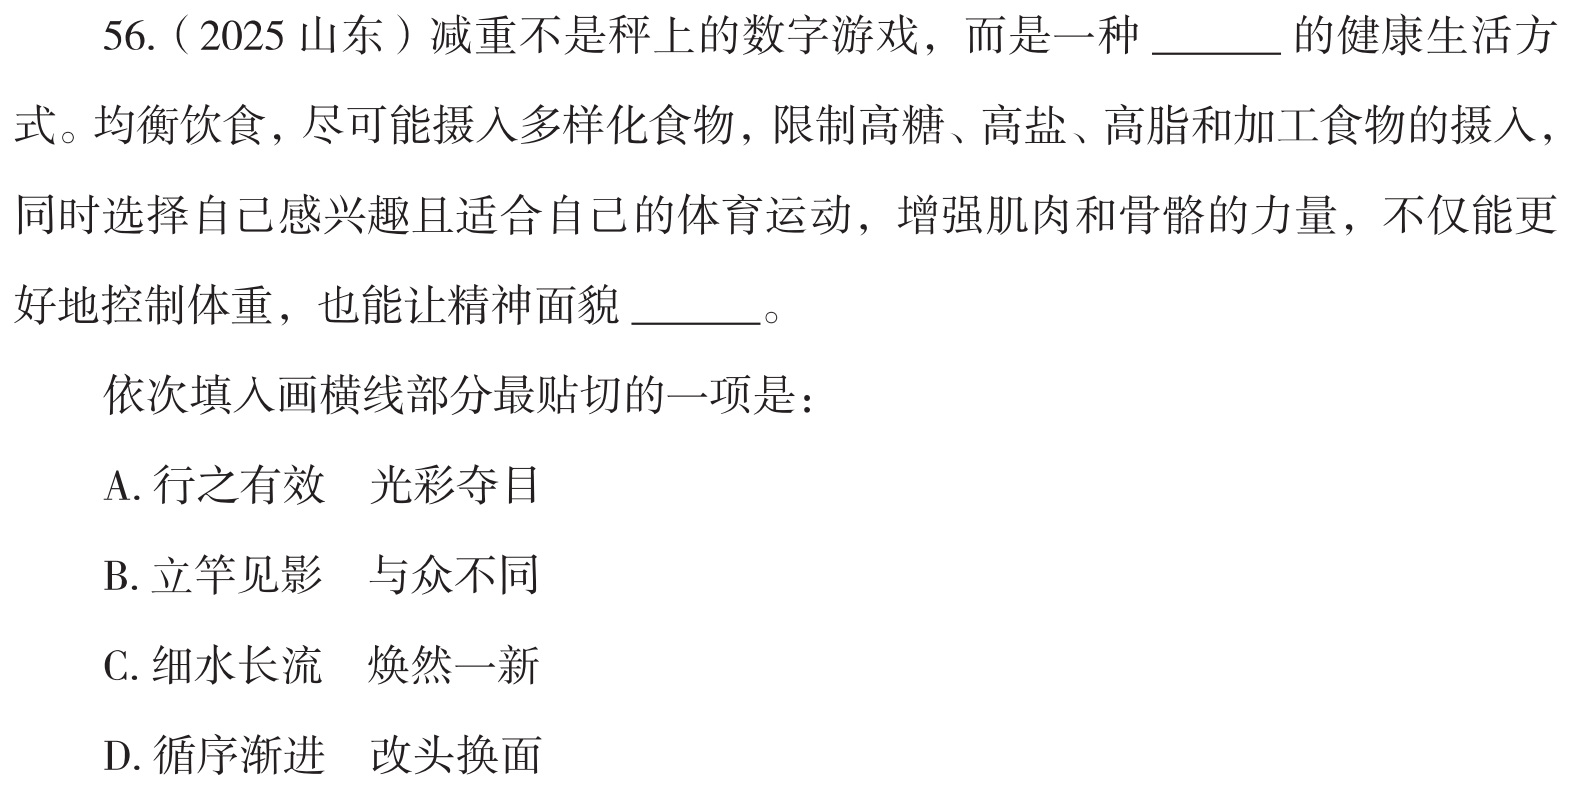 56.（2025 山东）减重不是秤上的数字游戏，而是一种 ______ 的健康生活方
式。均衡饮食，尽可能摄入多样化食物，限制高糖、高盐、高脂和加工食物的摄入，
同时选择自己感兴趣且适合自己的体育运动，增强肌肉和骨骼的力量，不仅能更
好地控制体重，也能让精神面貌 ______。
依次填入画横线部分最贴切的一项是：
A. 行之有效　光彩夺目
B. 立竿见影　与众不同
C. 细水长流　焕然一新
D. 循序渐进　改头换面